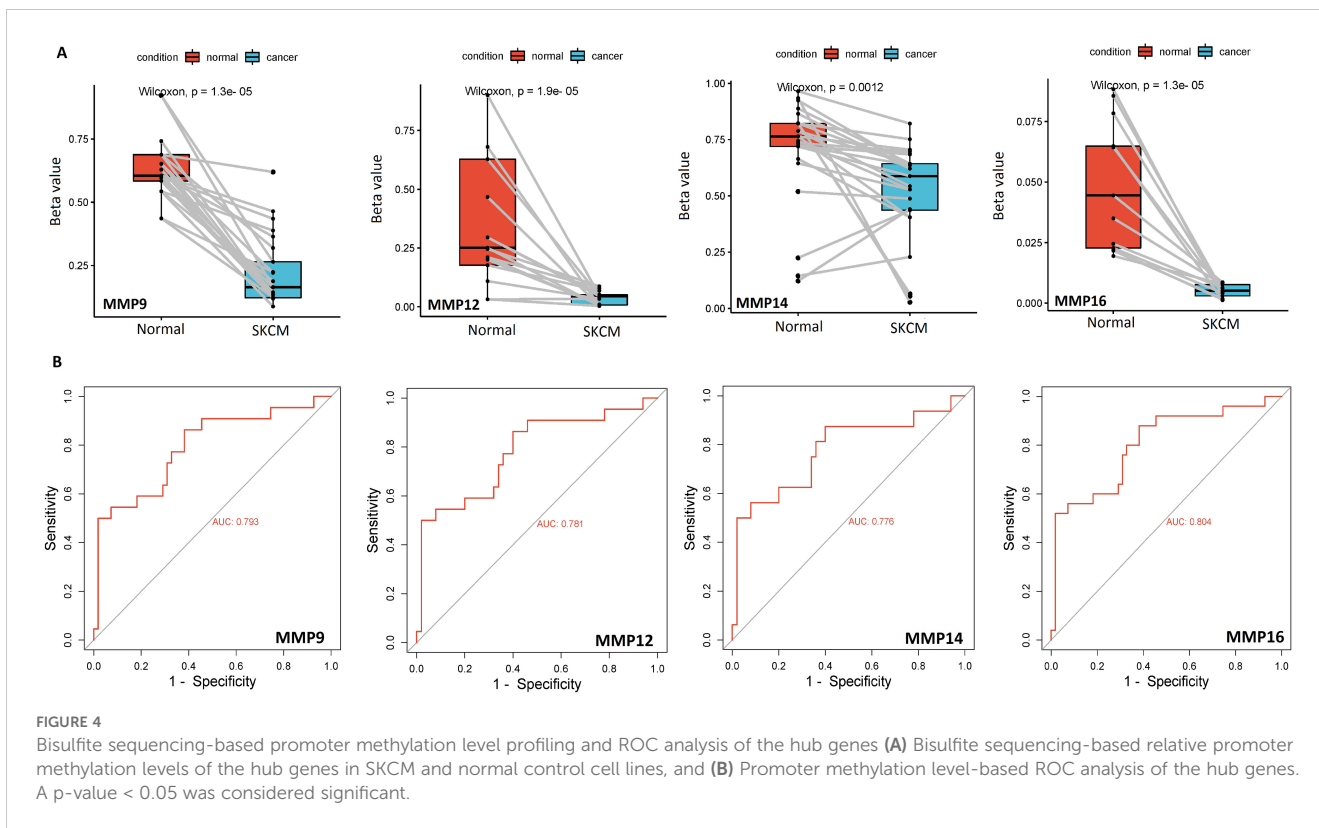 A
condition normal cancer
condition normal cancer
condition normal cancer
condition normal cancer
Wilcoxon, p = 1.3e- 05
0.75
0.50
0.25
Beta value
MMP9
Normal SKCM
Wilcoxon, p = 1.9e- 05
0.75
0.50
0.25
0.00
Beta value
MMP12
Normal SKCM
Wilcoxon, p = 0.0012
1.00
0.75
0.50
0.25
0.00
Beta value
MMP14
Normal SKCM
Wilcoxon, p = 1.3e- 05
0.075
0.050
0.025
0.000
Beta value
MMP16
Normal SKCM
B
1.0
0.8
0.6
0.4
0.2
0.0
Sensitivity
AUC: 0.793
MMP9
0.0 0.2 0.4 0.6 0.8 1.0
1 - Specificity
1.0
0.8
0.6
0.4
0.2
0.0
Sensitivity
AUC: 0.781
MMP12
0.0 0.2 0.4 0.6 0.8 1.0
1 - Specificity
1.0
0.8
0.6
0.4
0.2
0.0
Sensitivity
AUC: 0.776
MMP14
0.0 0.2 0.4 0.6 0.8 1.0
1 - Specificity
1.0
0.8
0.6
0.4
0.2
0.0
Sensitivity
AUC: 0.804
MMP16
0.0 0.2 0.4 0.6 0.8 1.0
1 - Specificity
FIGURE 4
Bisulfite sequencing-based promoter methylation level profiling and ROC analysis of the hub genes (A) Bisulfite sequencing-based relative promoter
methylation levels of the hub genes in SKCM and normal control cell lines, and (B) Promoter methylation level-based ROC analysis of the hub genes.
A p-value < 0.05 was considered significant.